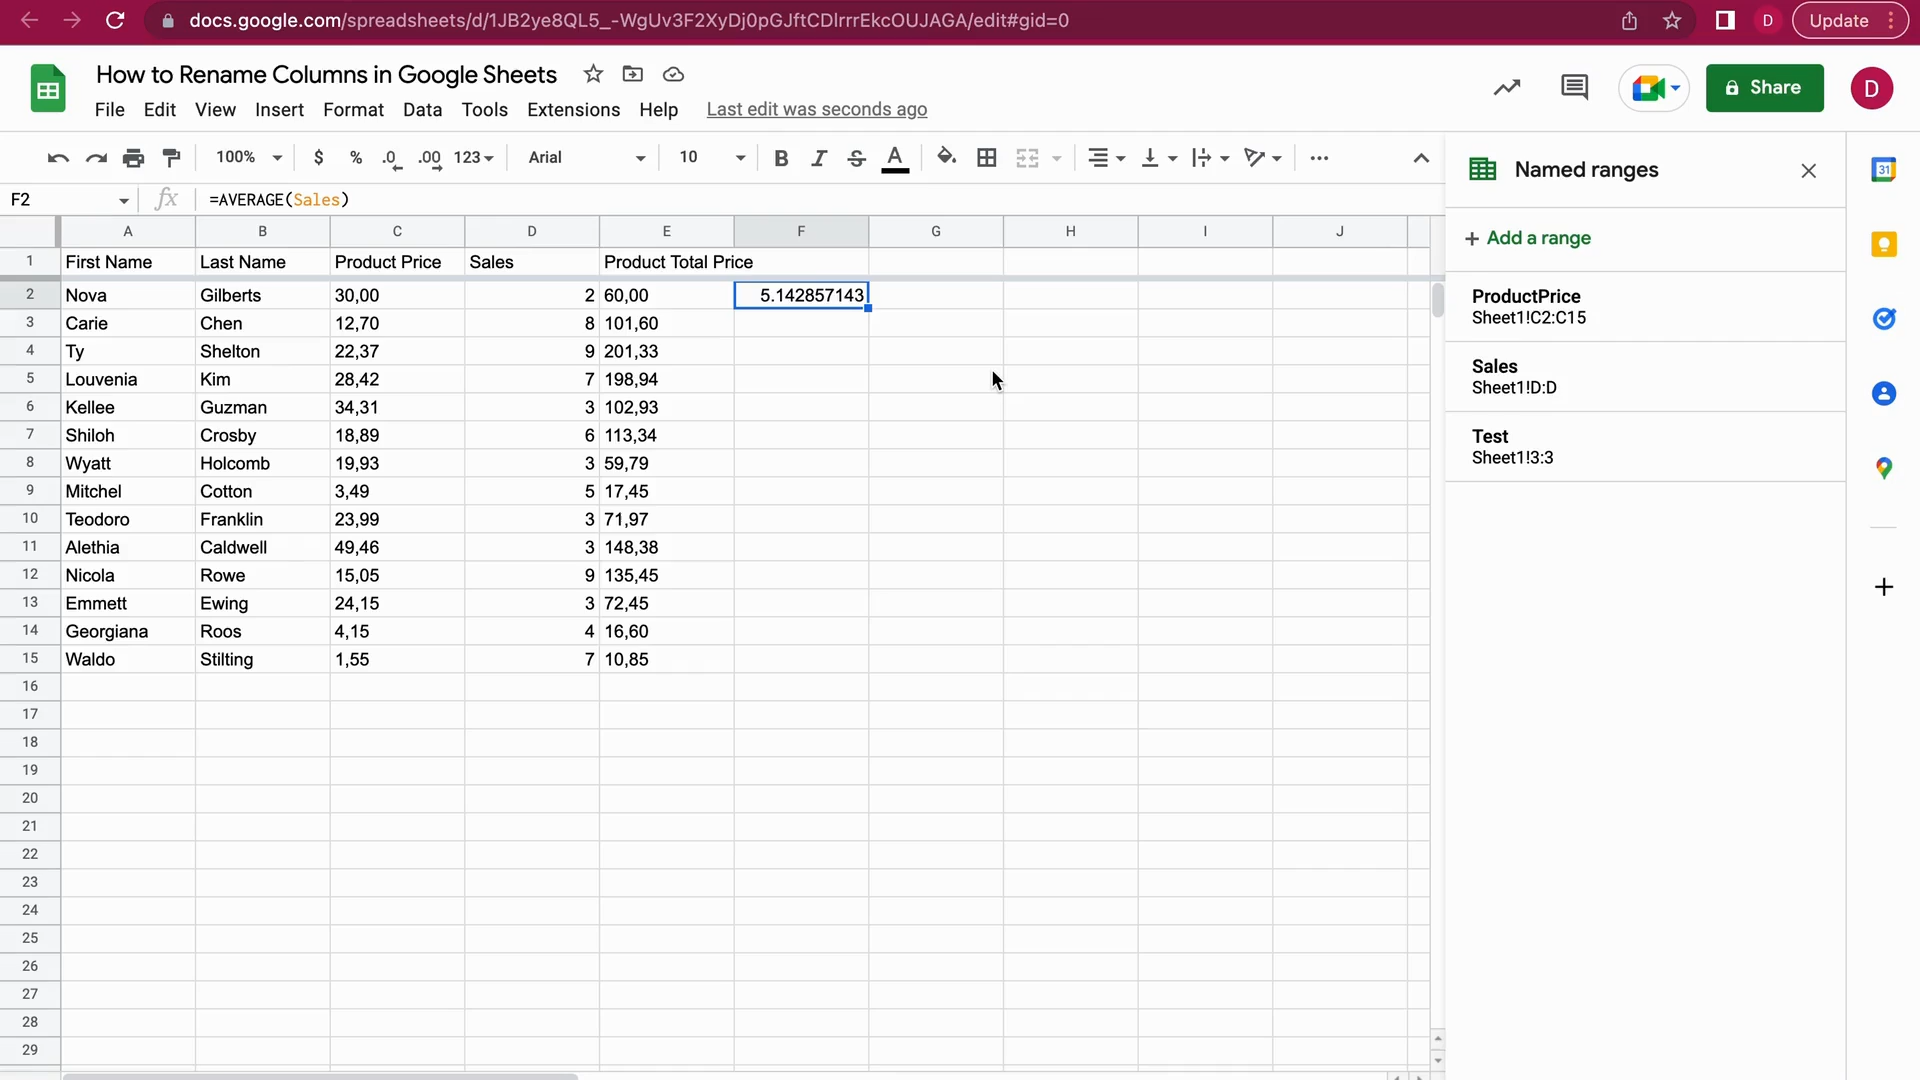 docs.google.com/spreadsheets/d/1JB2ye8QL5_-WgUv3F2XyDj0pGJftCDlrrrEkcOUJAGA/edit#gid=0 D Update
How to Rename Columns in Google Sheets
File Edit View Insert Format Data Tools Extensions Help Last edit was seconds ago
Share D
100% $ % .0 .00 123 Arial 10 B I S A
F2 fx =AVERAGE(Sales)
A B C D E F G H I J
1 First Name Last Name Product Price Sales Product Total Price
2 Nova Gilberts 30,00 2 60,00 5.142857143
3 Carie Chen 12,70 8 101,60
4 Ty Shelton 22,37 9 201,33
5 Louvenia Kim 28,42 7 198,94
6 Kellee Guzman 34,31 3 102,93
7 Shiloh Crosby 18,89 6 113,34
8 Wyatt Holcomb 19,93 3 59,79
9 Mitchel Cotton 3,49 5 17,45
10 Teodoro Franklin 23,99 3 71,97
11 Alethia Caldwell 49,46 3 148,38
12 Nicola Rowe 15,05 9 135,45
13 Emmett Ewing 24,15 3 72,45
14 Georgiana Roos 4,15 4 16,60
15 Waldo Stilting 1,55 7 10,85
16
17
18
19
20
21
22
23
24
25
26
27
28
29
Named ranges
+ Add a range
ProductPrice
Sheet1!C2:C15
Sales
Sheet1!D:D
Test
Sheet1!3:3
31